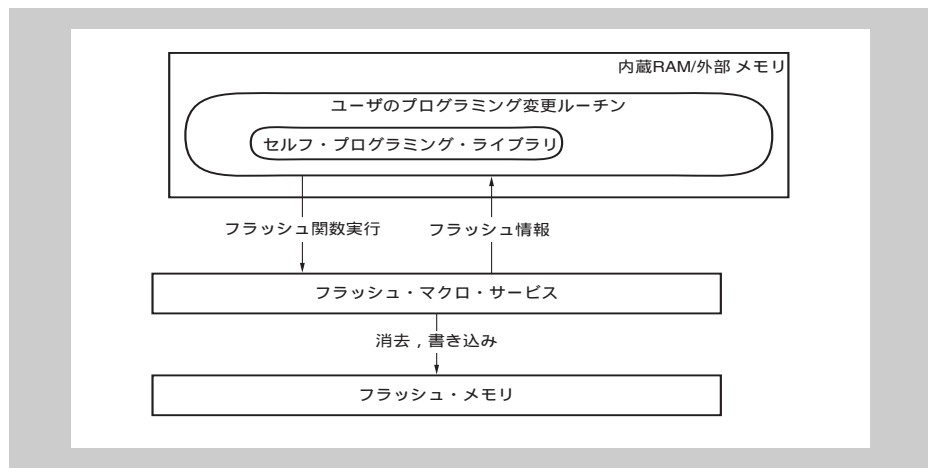 内蔵RAM/外部 メモリ
ユーザのプログラミング変更ルーチン
セルフ・プログラミング・ライブラリ
フラッシュ関数実行
フラッシュ情報
フラッシュ・マクロ・サービス
消去，書き込み
フラッシュ・メモリ